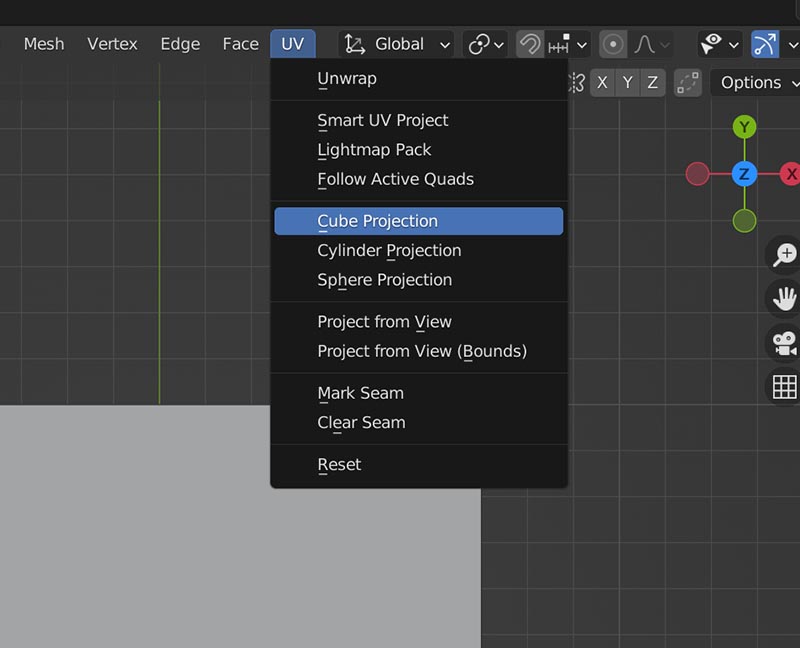 Mesh Vertex Edge Face UV Global
X Y Z Options
Unwrap
Smart UV Project
Lightmap Pack
Follow Active Quads
Cube Projection
Cylinder Projection
Sphere Projection
Project from View
Project from View (Bounds)
Mark Seam
Clear Seam
Reset
Y
Z X